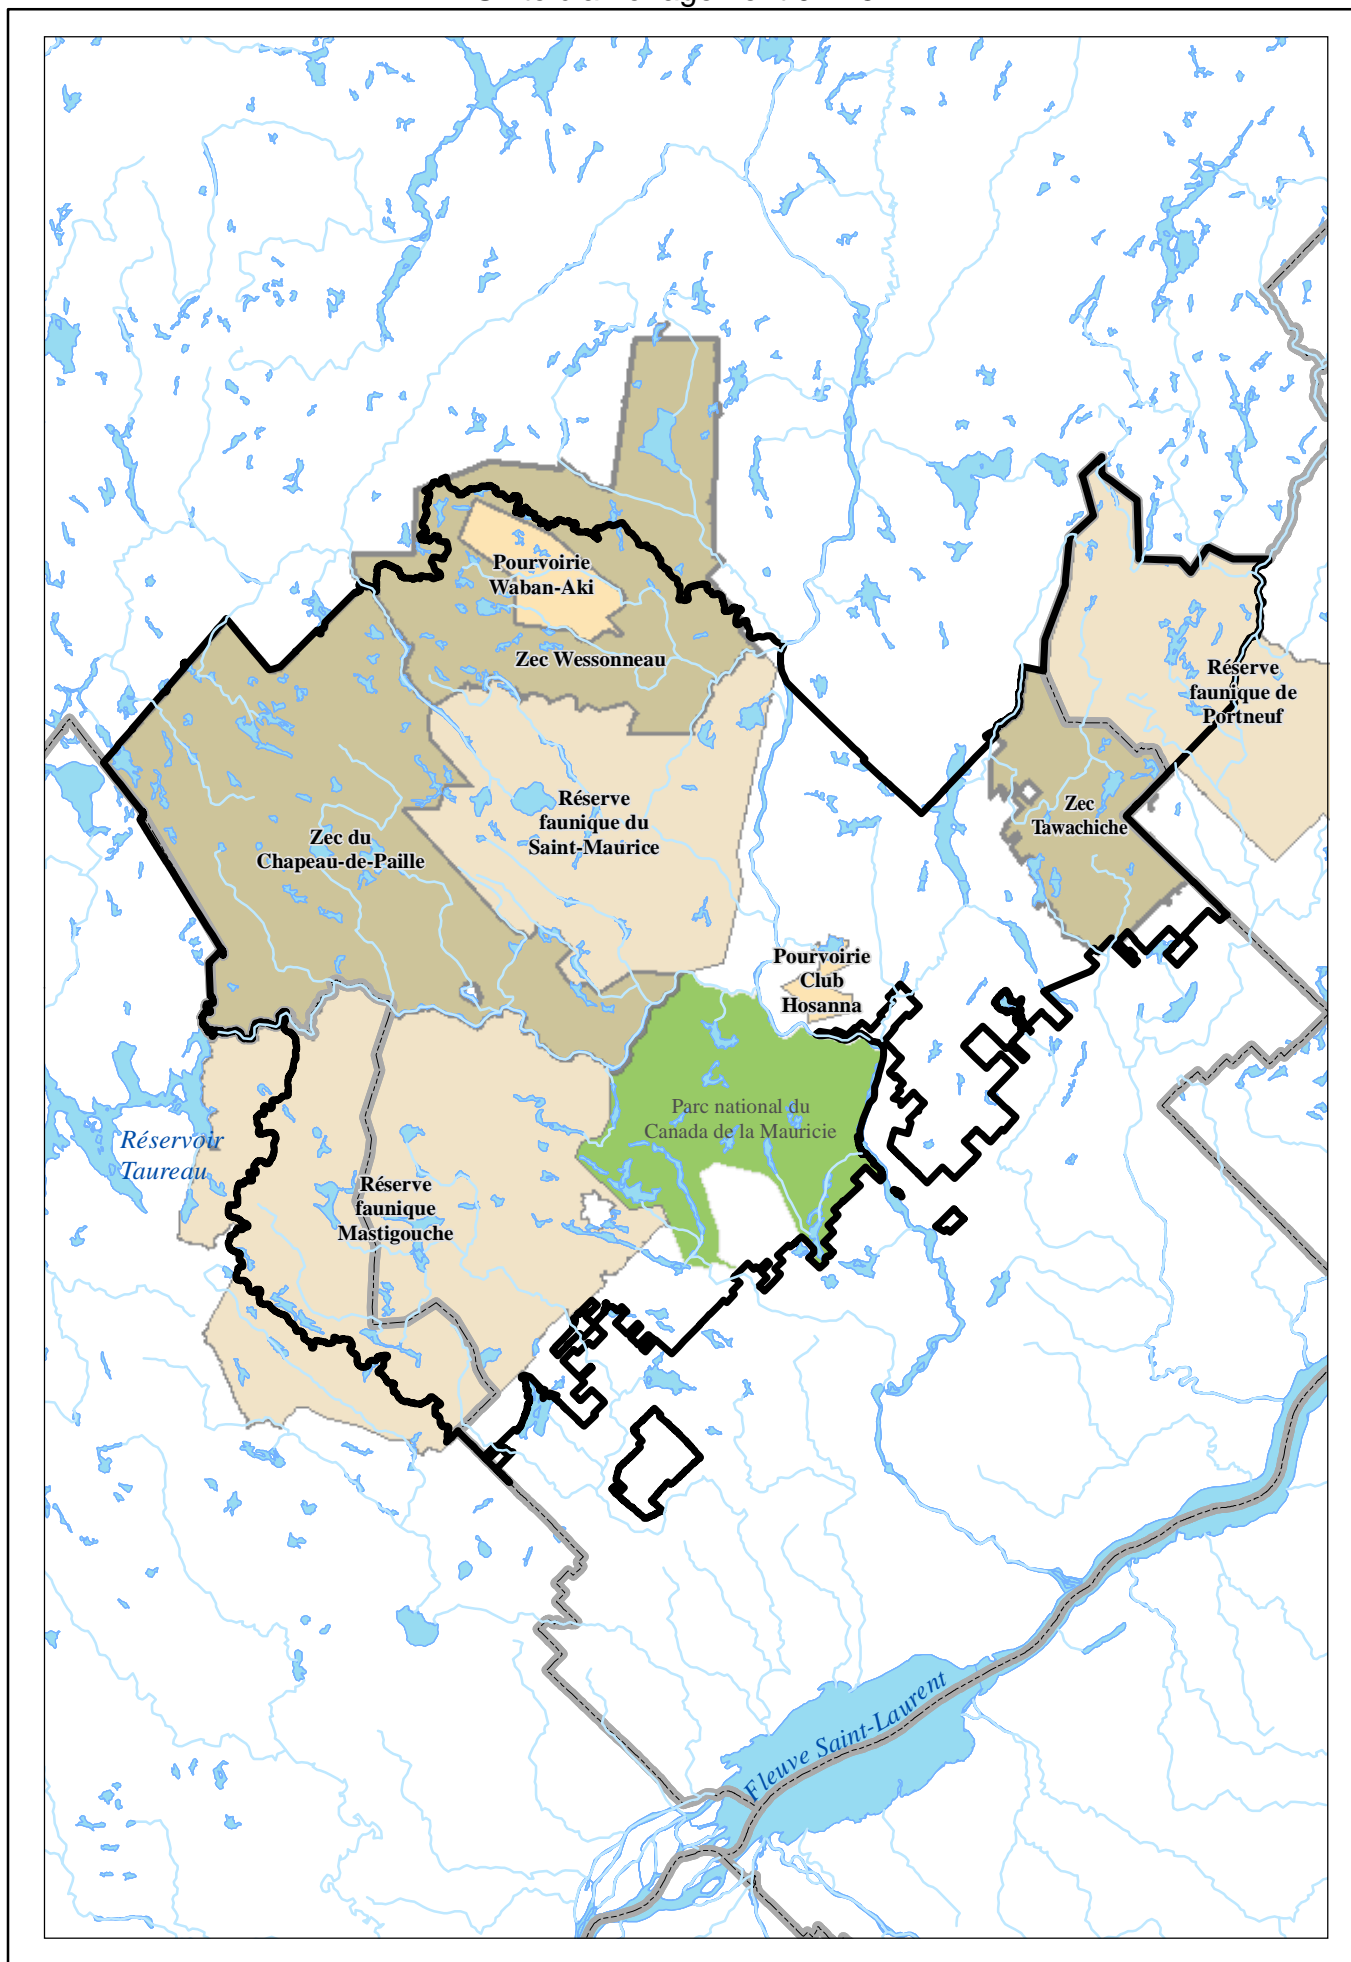 Pourvoirie
Waban-Aki
Zec Wessonneau
Réserve
faunique de
Portneuf
Réserve
faunique du
Saint-Maurice
Zec
Tawachiche
Zec du
Chapeau-de-Paille
Pourvoirie
Club
Hosanna
Parc national du
Canada de la Mauricie
Réservoir
Taureau
Réserve
faunique
Mastigouche
Fleuve Saint-Laurent